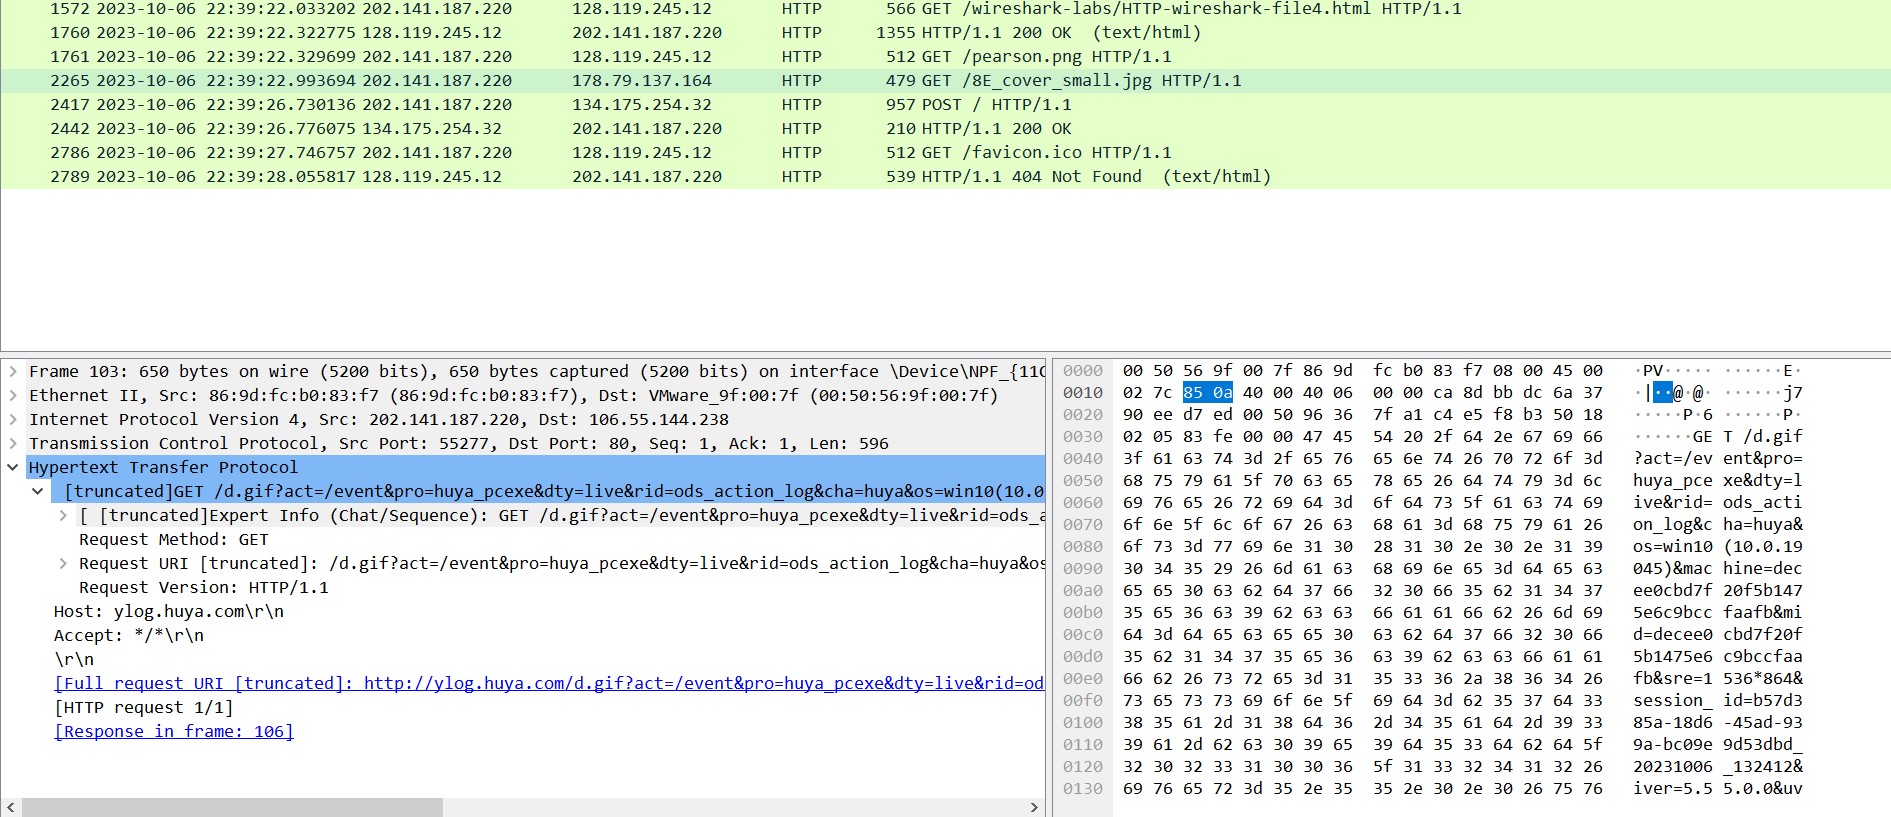 1572 2023-10-06 22:39:22.033202 202.141.187.220 128.119.245.12 HTTP 566 GET /wireshark-labs/HTTP-wireshark-file4.html HTTP/1.1
1760 2023-10-06 22:39:22.322775 128.119.245.12 202.141.187.220 HTTP 1355 HTTP/1.1 200 OK  (text/html)
1761 2023-10-06 22:39:22.329699 202.141.187.220 128.119.245.12 HTTP 512 GET /pearson.png HTTP/1.1
2265 2023-10-06 22:39:22.993694 202.141.187.220 178.79.137.164 HTTP 479 GET /8E_cover_small.jpg HTTP/1.1
2417 2023-10-06 22:39:26.730136 202.141.187.220 134.175.254.32 HTTP 957 POST / HTTP/1.1
2442 2023-10-06 22:39:26.776075 134.175.254.32 202.141.187.220 HTTP 210 HTTP/1.1 200 OK
2786 2023-10-06 22:39:27.746757 202.141.187.220 128.119.245.12 HTTP 512 GET /favicon.ico HTTP/1.1
2789 2023-10-06 22:39:28.055817 128.119.245.12 202.141.187.220 HTTP 539 HTTP/1.1 404 Not Found  (text/html)
Frame 103: 650 bytes on wire (5200 bits), 650 bytes captured (5200 bits) on interface \Device\NPF_{11C
Ethernet II, Src: 86:9d:fc:b0:83:f7 (86:9d:fc:b0:83:f7), Dst: VMware_9f:00:7f (00:50:56:9f:00:7f)
Internet Protocol Version 4, Src: 202.141.187.220, Dst: 106.55.144.238
Transmission Control Protocol, Src Port: 55277, Dst Port: 80, Seq: 1, Ack: 1, Len: 596
Hypertext Transfer Protocol
[truncated]GET /d.gif?act=/event&pro=huya_pcexe&dty=live&rid=ods_action_log&cha=huya&os=win10(10.0
[ [truncated]Expert Info (Chat/Sequence): GET /d.gif?act=/event&pro=huya_pcexe&dty=live&rid=ods_a
Request Method: GET
Request URI [truncated]: /d.gif?act=/event&pro=huya_pcexe&dty=live&rid=ods_action_log&cha=huya&os
Request Version: HTTP/1.1
Host: ylog.huya.com\r\n
Accept: */*\r\n
\r\n
[Full request URI [truncated]: http://ylog.huya.com/d.gif?act=/event&pro=huya_pcexe&dty=live&rid=od
[HTTP request 1/1]
[Response in frame: 106]
0000 00 50 56 9f 00 7f 86 9d fc b0 83 f7 08 00 45 00 ·PV····· ······E·
0010 02 7c 85 0a 40 00 40 06 00 00 ca 8d bb dc 6a 37 ·|··@·@· ······j7
0020 90 ee d7 ed 00 50 96 36 7f a1 c4 e5 f8 b3 50 18 ·····P·6 ······P·
0030 02 05 83 fe 00 00 47 45 54 20 2f 64 2e 67 69 66 ······GE T /d.gif
0040 3f 61 63 74 3d 2f 65 76 65 6e 74 26 70 72 6f 3d ?act=/ev ent&pro=
0050 68 75 79 61 5f 70 63 65 78 65 26 64 74 79 3d 6c huya_pce xe&dty=l
0060 69 76 65 26 72 69 64 3d 6f 64 73 5f 61 63 74 69 ive&rid= ods_acti
0070 6f 6e 5f 6c 6f 67 26 63 68 61 3d 68 75 79 61 26 on_log&c ha=huya&
0080 6f 73 3d 77 69 6e 31 30 28 31 30 2e 30 2e 31 39 os=win10 (10.0.19
0090 30 34 35 29 26 6d 61 63 68 69 6e 65 3d 64 65 63 045)&mac hine=dec
00a0 65 65 30 63 62 64 37 66 32 30 66 35 62 31 34 37 ee0cbd7f 20f5b147
00b0 35 65 36 63 39 62 63 63 66 61 61 66 62 26 6d 69 5e6c9bcc faafb&mi
00c0 64 3d 64 65 63 65 65 30 63 62 64 37 66 32 30 66 d=decee0 cbd7f20f
00d0 35 62 31 34 37 35 65 36 63 39 62 63 63 66 61 61 5b1475e6 c9bccfaa
00e0 66 62 26 73 72 65 3d 31 35 33 36 2a 38 36 34 26 fb&sre=1 536*864&
00f0 73 65 73 73 69 6f 6e 5f 69 64 3d 62 35 37 64 33 session_ id=b57d3
0100 38 35 61 2d 31 38 64 36 2d 34 35 61 64 2d 39 33 85a-18d6 -45ad-93
0110 39 61 2d 62 63 30 39 65 39 64 35 33 64 62 64 5f 9a-bc09e 9d53dbd_
0120 32 30 32 33 31 30 30 36 5f 31 33 32 34 31 32 26 20231006 _132412&
0130 69 76 65 72 3d 35 2e 35 35 2e 30 2e 30 26 75 76 iver=5.5 5.0.0&uv